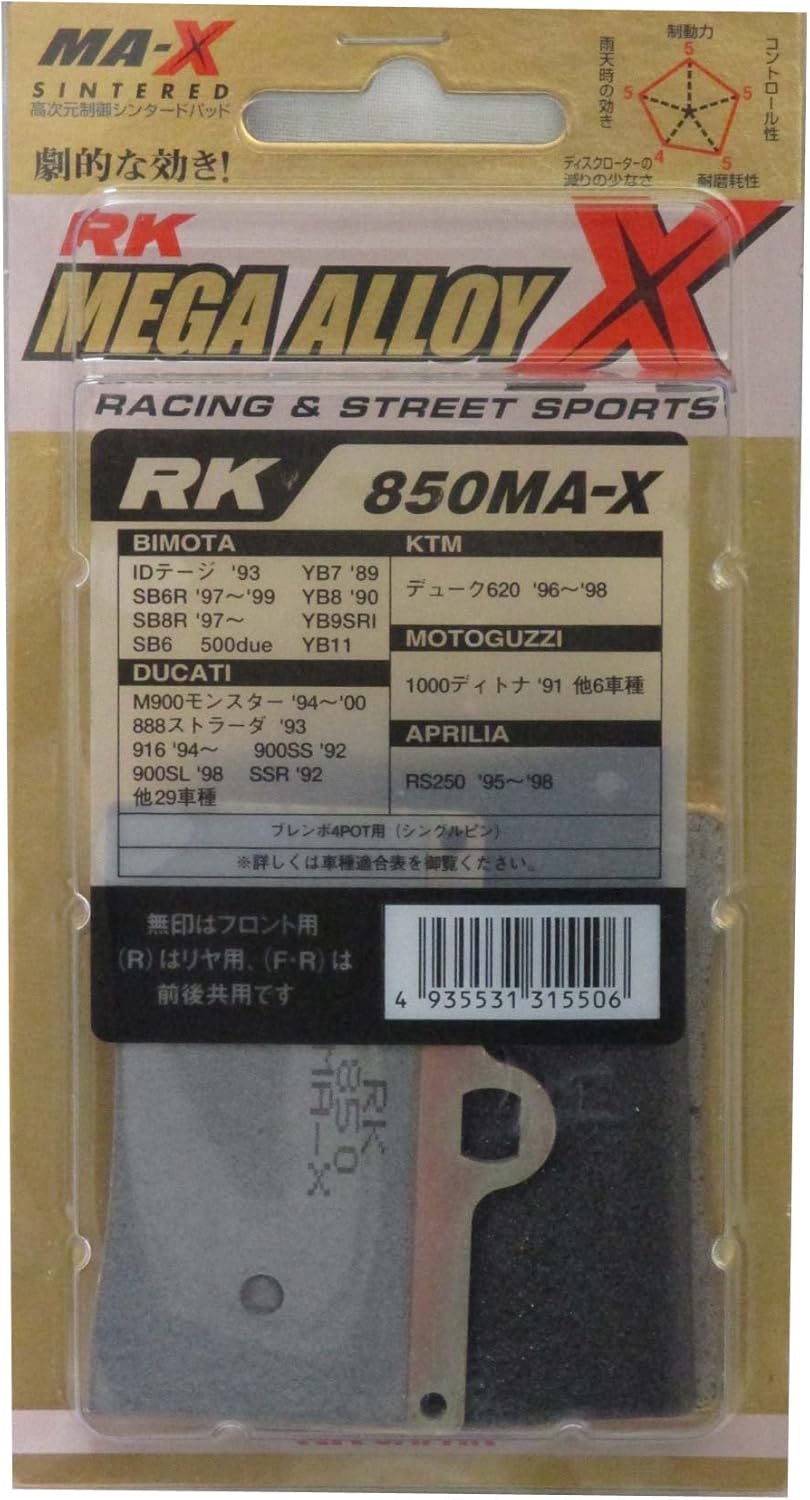 MA-X
SINTERED
高次元制御シンタードパッド
劇的な効き!
制動力
5
コントロール性
5
耐磨耗性
5
ディスクローターの
減りの少なさ
4
雨天時の効き
5
RK
MEGA ALLOY X
RACING & STREET SPORTS
RK 850MA-X
BIMOTA
IDテージ '93 YB7 '89
SB6R '97〜'99 YB8 '90
SB8R '97〜 YB9SRI
SB6 500due YB11
DUCATI
M900モンスター '94〜'00
888ストラーダ '93
916 '94〜 900SS '92
900SL '98 SSR '92
他29車種
KTM
デューク620 '96〜'98
MOTOGUZZI
1000ディトナ '91 他6車種
APRILIA
RS250 '95〜'98
ブレンボ4POT用(シングルピン)
※詳しくは車種適合表を御覧ください。
無印はフロント用
(R)はリヤ用、(F・R)は
前後共用です
4 935531 315506
RK
850
MA-X